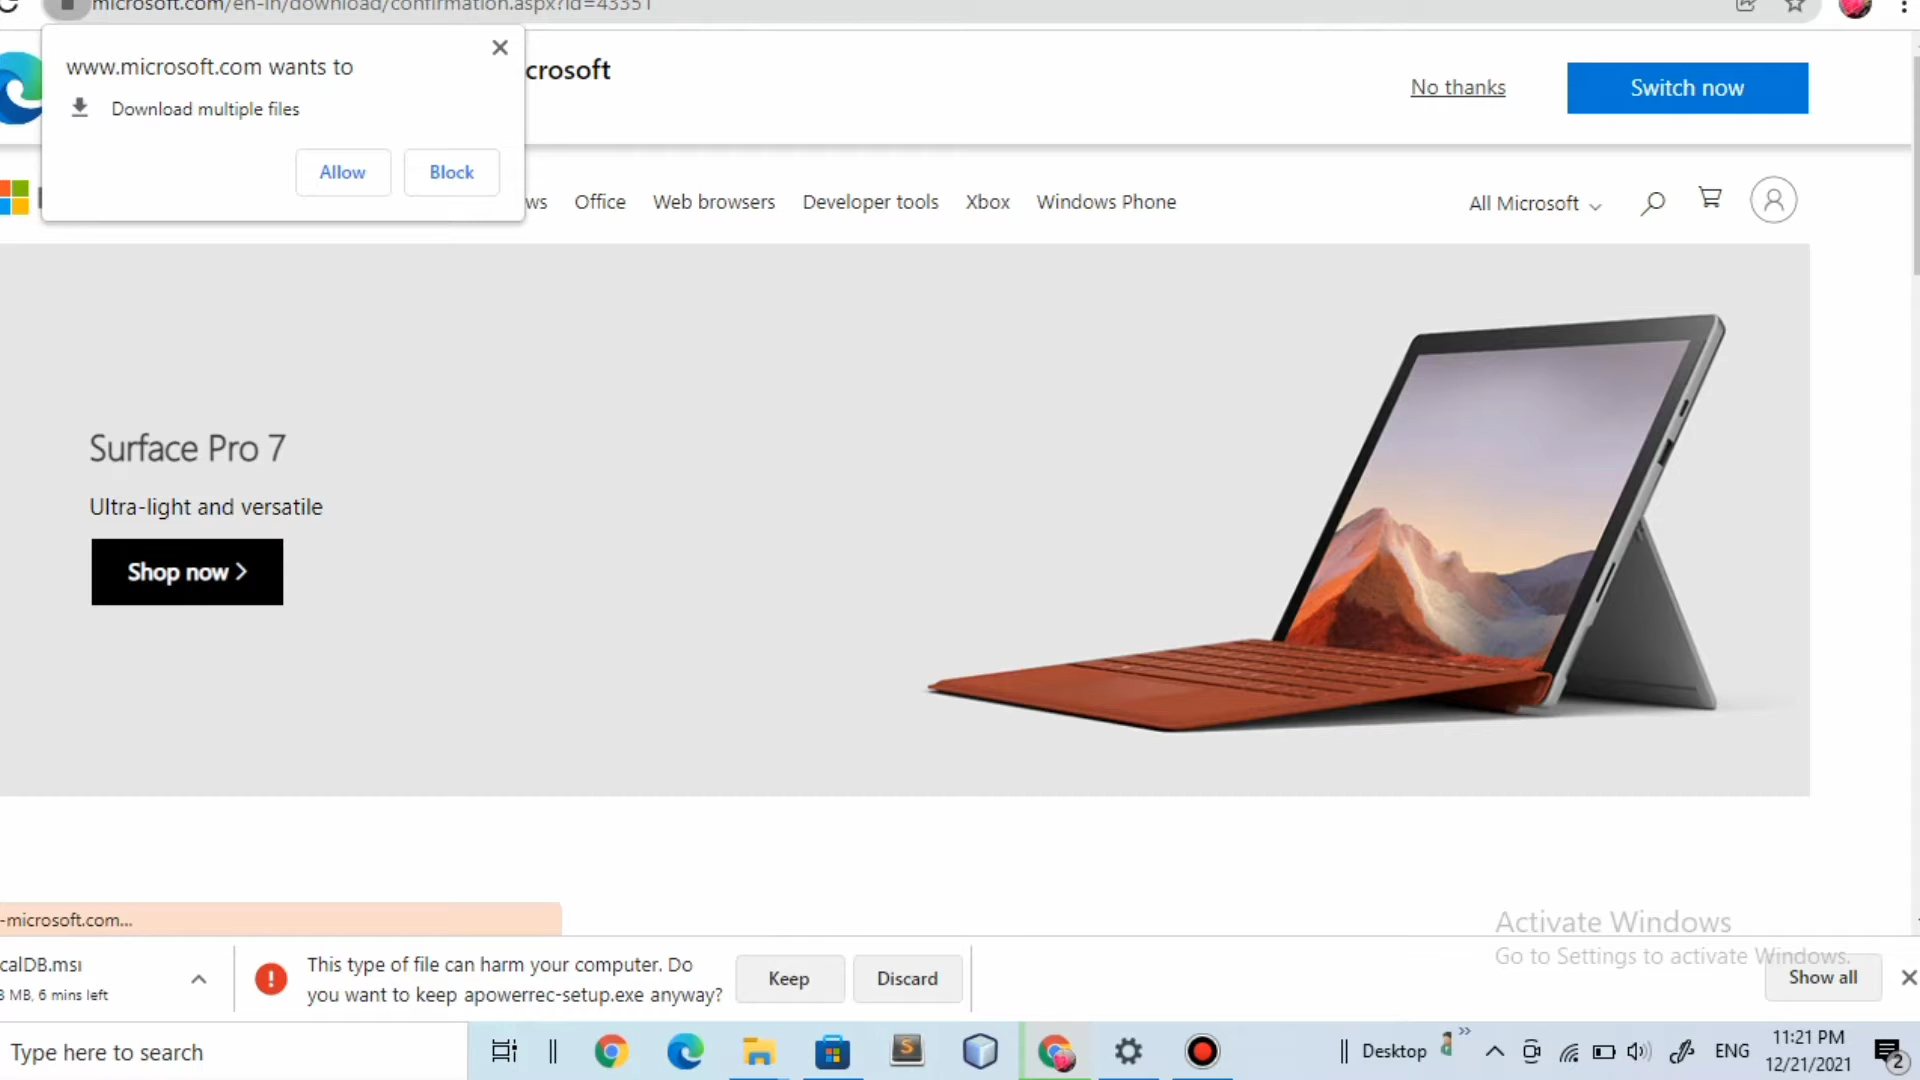 microsoft.com/en-in/download/confirmation.aspx?id=43351
www.microsoft.com wants to
Download multiple files
Allow
Block
crosoft
No thanks
Switch now
ws
Office
Web browsers
Developer tools
Xbox
Windows Phone
All Microsoft
Surface Pro 7
Ultra-light and versatile
Shop now
-microsoft.com...
Activate Windows
Go to Settings to activate Windows.
calDB.msi
MB, 6 mins left
This type of file can harm your computer. Do
you want to keep apowerrec-setup.exe anyway?
Keep
Discard
Show all
Type here to search
S
Desktop
ENG
11:21 PM
12/21/2021
2